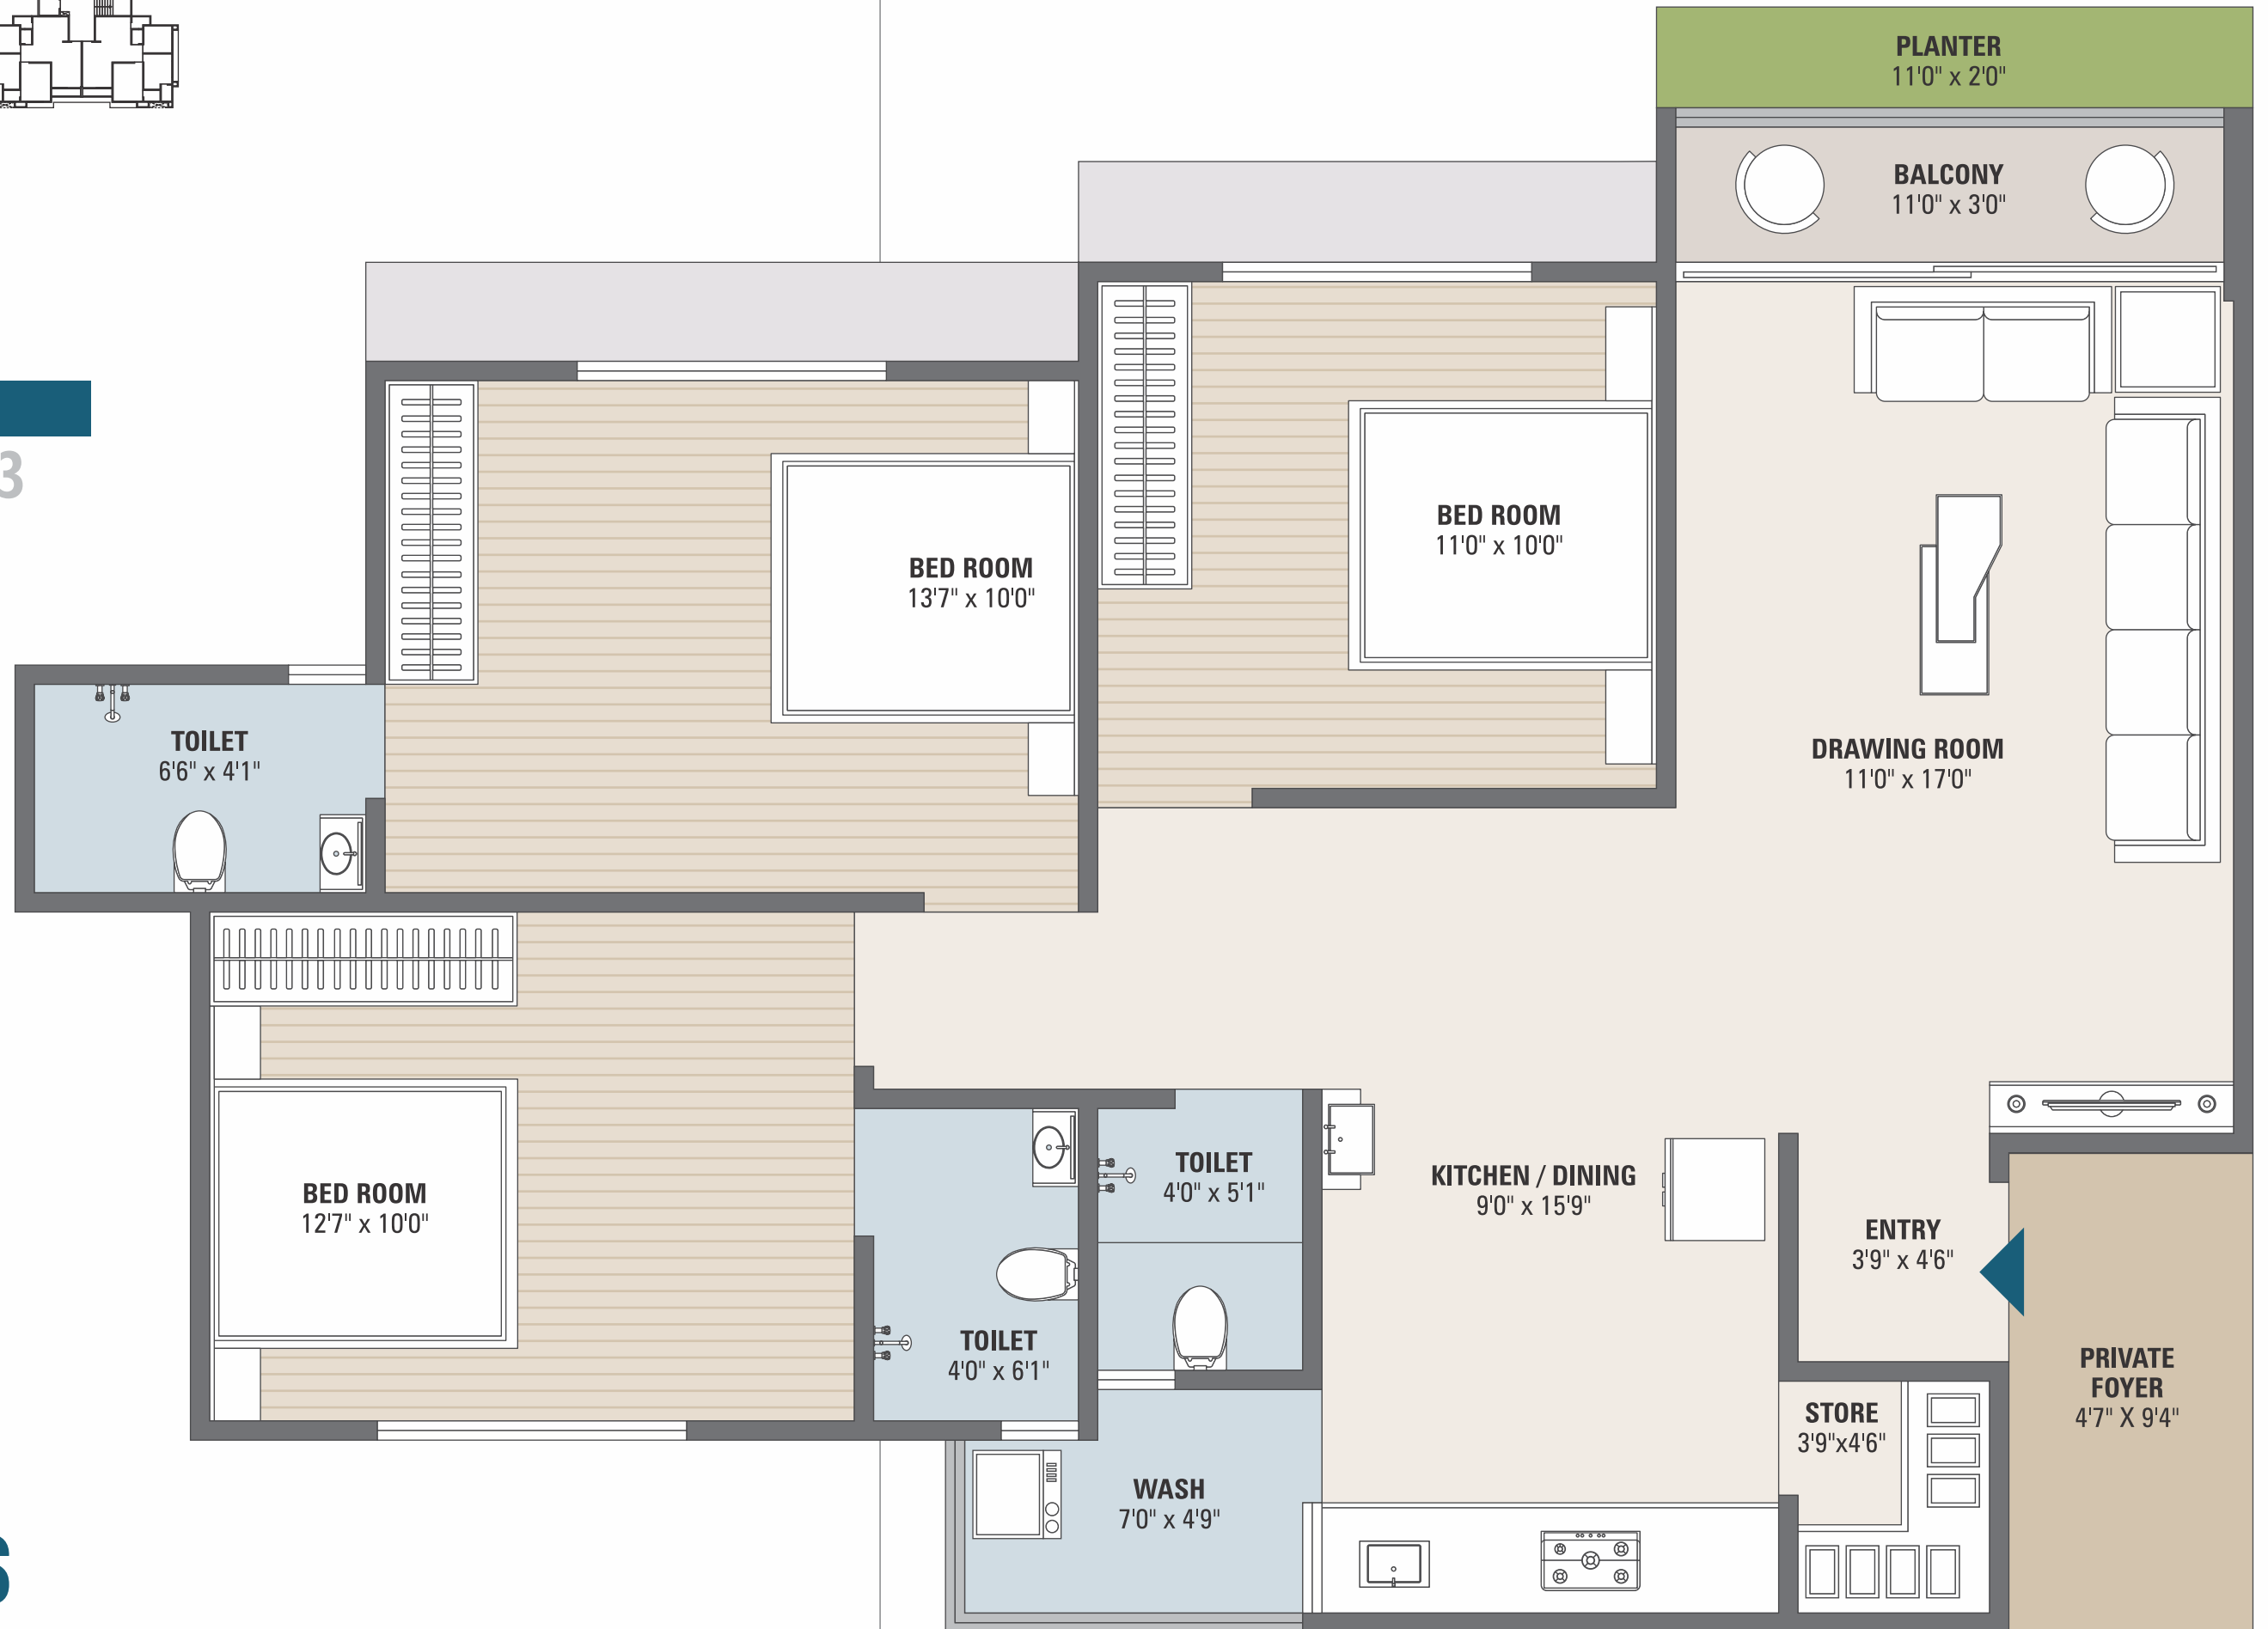 PLANTER
11'0" x 2'0"
BALCONY
11'0" x 3'0"
3
BED ROOM
11'0" x 10'0"
BED ROOM
13'7" x 10'0"
TOILET
6'6" x 4'1"
DRAWING ROOM
11'0" x 17'0"
BED ROOM
12'7" x 10'0"
TOILET
4'0" x 5'1"
KITCHEN / DINING
9'0" x 15'9"
ENTRY
3'9" x 4'6"
TOILET
4'0" x 6'1"
PRIVATE
FOYER
4'7" X 9'4"
STORE
3'9"x4'6"
WASH
7'0" x 4'9"